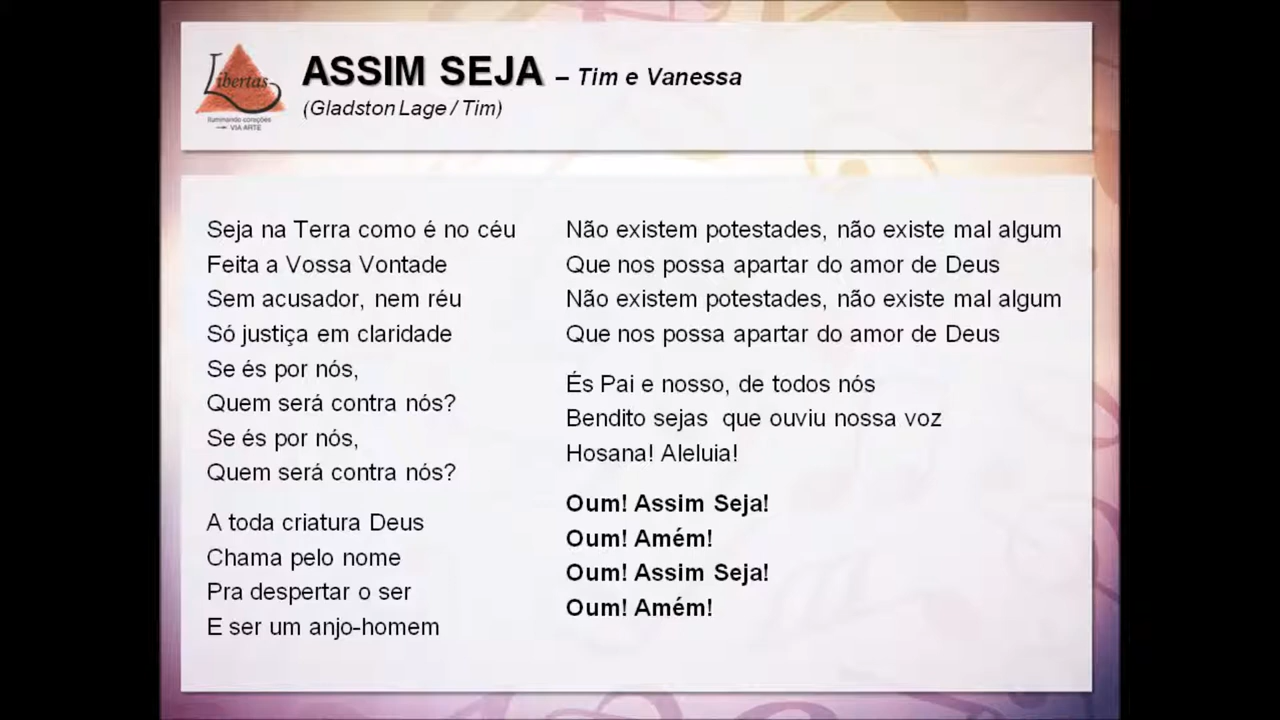 Libertas
Iluminando corações
VIA ARTE
ASSIM SEJA – Tim e Vanessa
(Gladston Lage / Tim)
Seja na Terra como é no céu
Feita a Vossa Vontade
Sem acusador, nem réu
Só justiça em claridade
Se és por nós,
Quem será contra nós?
Se és por nós,
Quem será contra nós?
A toda criatura Deus
Chama pelo nome
Pra despertar o ser
E ser um anjo-homem
Não existem potestades, não existe mal algum
Que nos possa apartar do amor de Deus
Não existem potestades, não existe mal algum
Que nos possa apartar do amor de Deus
És Pai e nosso, de todos nós
Bendito sejas  que ouviu nossa voz
Hosana! Aleluia!
Oum! Assim Seja!
Oum! Amém!
Oum! Assim Seja!
Oum! Amém!